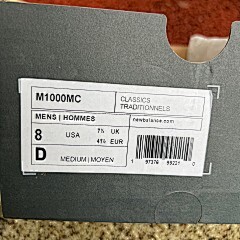 M1000MC
CLASSICS
TRADITIONNELS
MENS | HOMMES
newbalance.com
8 USA 7½ UK
41½ EUR
D MEDIUM / MOYEN